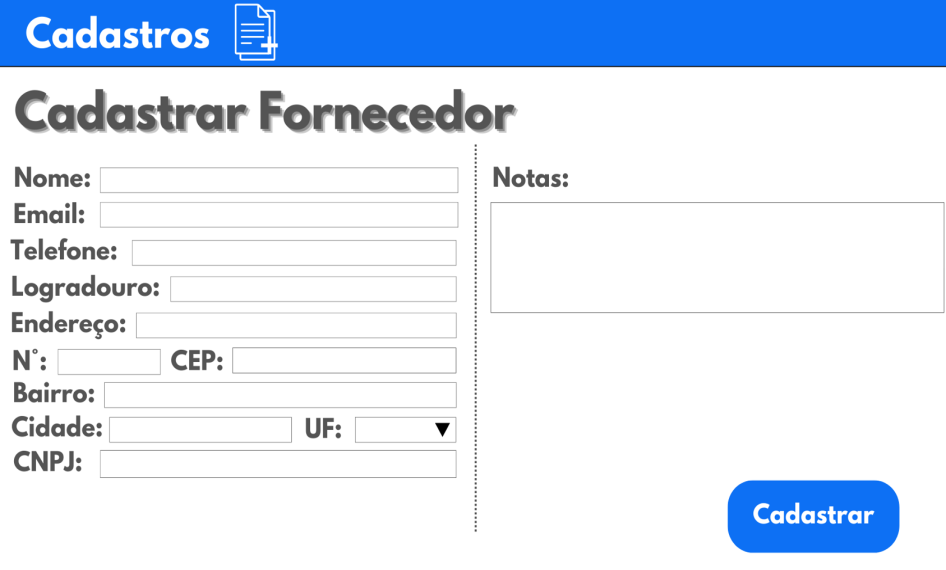 Cadastros
Cadastrar Fornecedor
Nome:
Email:
Telefone:
Logradouro:
Endereço:
N°:
CEP:
Bairro:
Cidade:
UF:
CNPJ:
Notas:
Cadastrar